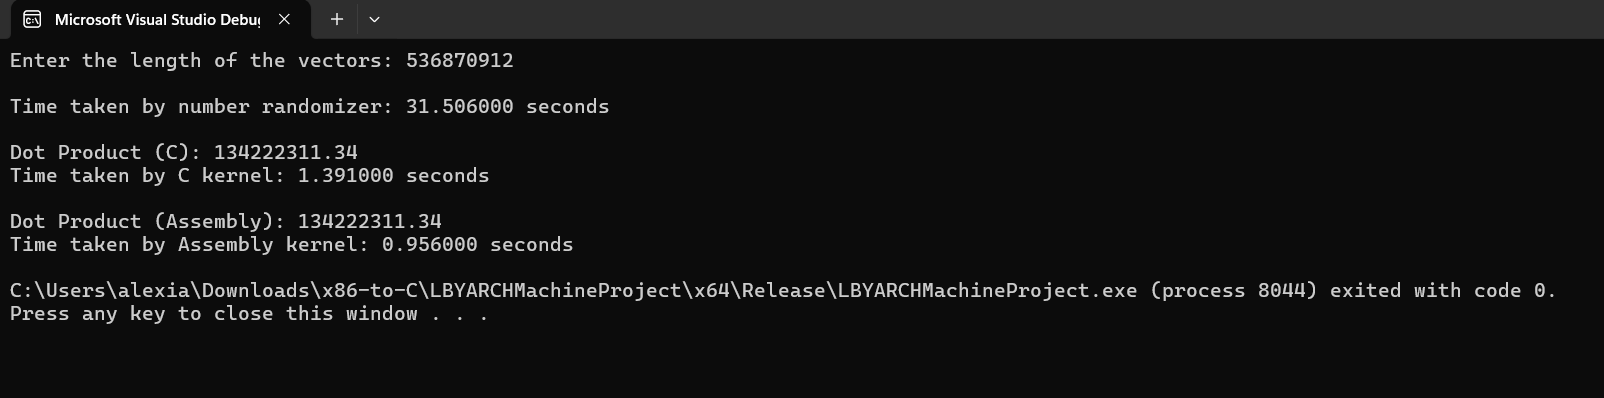 Microsoft Visual Studio Debug
Enter the length of the vectors: 536870912
Time taken by number randomizer: 31.506000 seconds
Dot Product (C): 134222311.34
Time taken by C kernel: 1.391000 seconds
Dot Product (Assembly): 134222311.34
Time taken by Assembly kernel: 0.956000 seconds
C:\Users\alexia\Downloads\x86-to-C\LBYARCHMachineProject\x64\Release\LBYARCHMachineProject.exe (process 8044) exited with code 0.
Press any key to close this window . . .